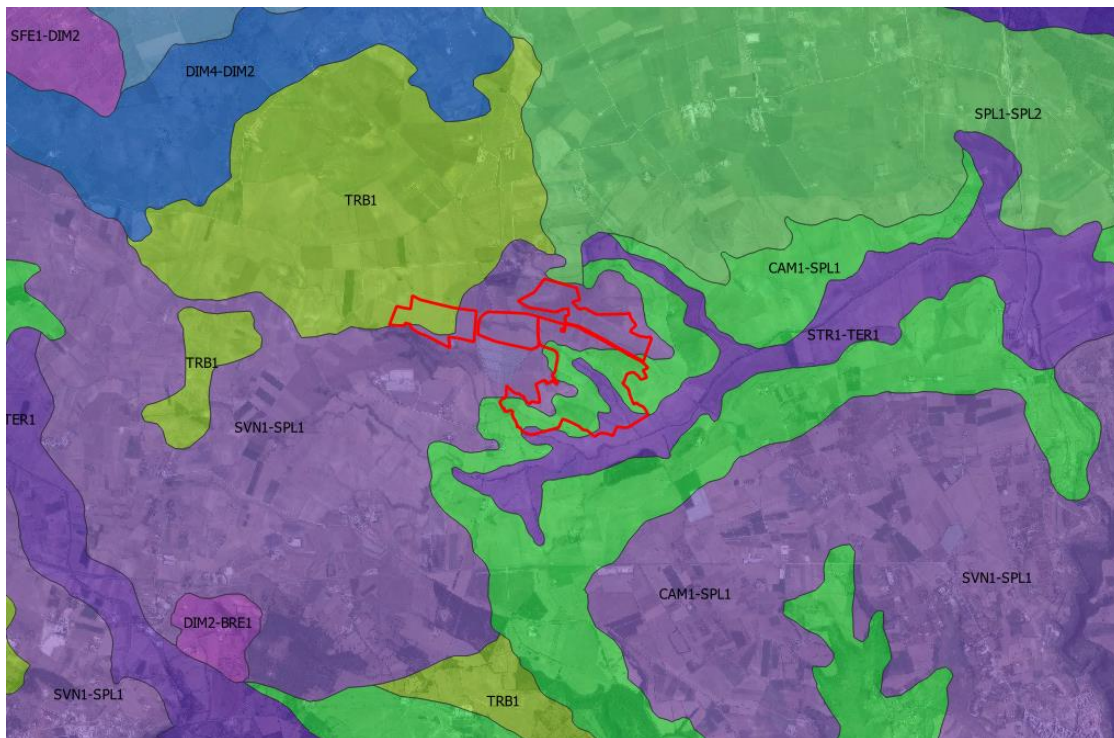 SFE1-DIM2
DIM4-DIM2
SPL1-SPL2
TRB1
CAM1-SPL1
STR1-TER1
TRB1
TER1
SVN1-SPL1
SVN1-SPL1
CAM1-SPL1
DIM2-BRE1
SVN1-SPL1
TRB1